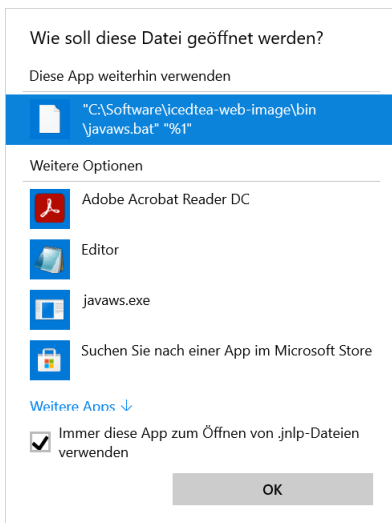 Wie soll diese Datei geöffnet werden?
Diese App weiterhin verwenden
"C:\Software\icedtea-web-image\bin
\javaws.bat" "%1"
Weitere Optionen
Adobe Acrobat Reader DC
Editor
javaws.exe
Suchen Sie nach einer App im Microsoft Store
Weitere Apps ↓
Immer diese App zum Öffnen von .jnlp-Dateien
verwenden
OK